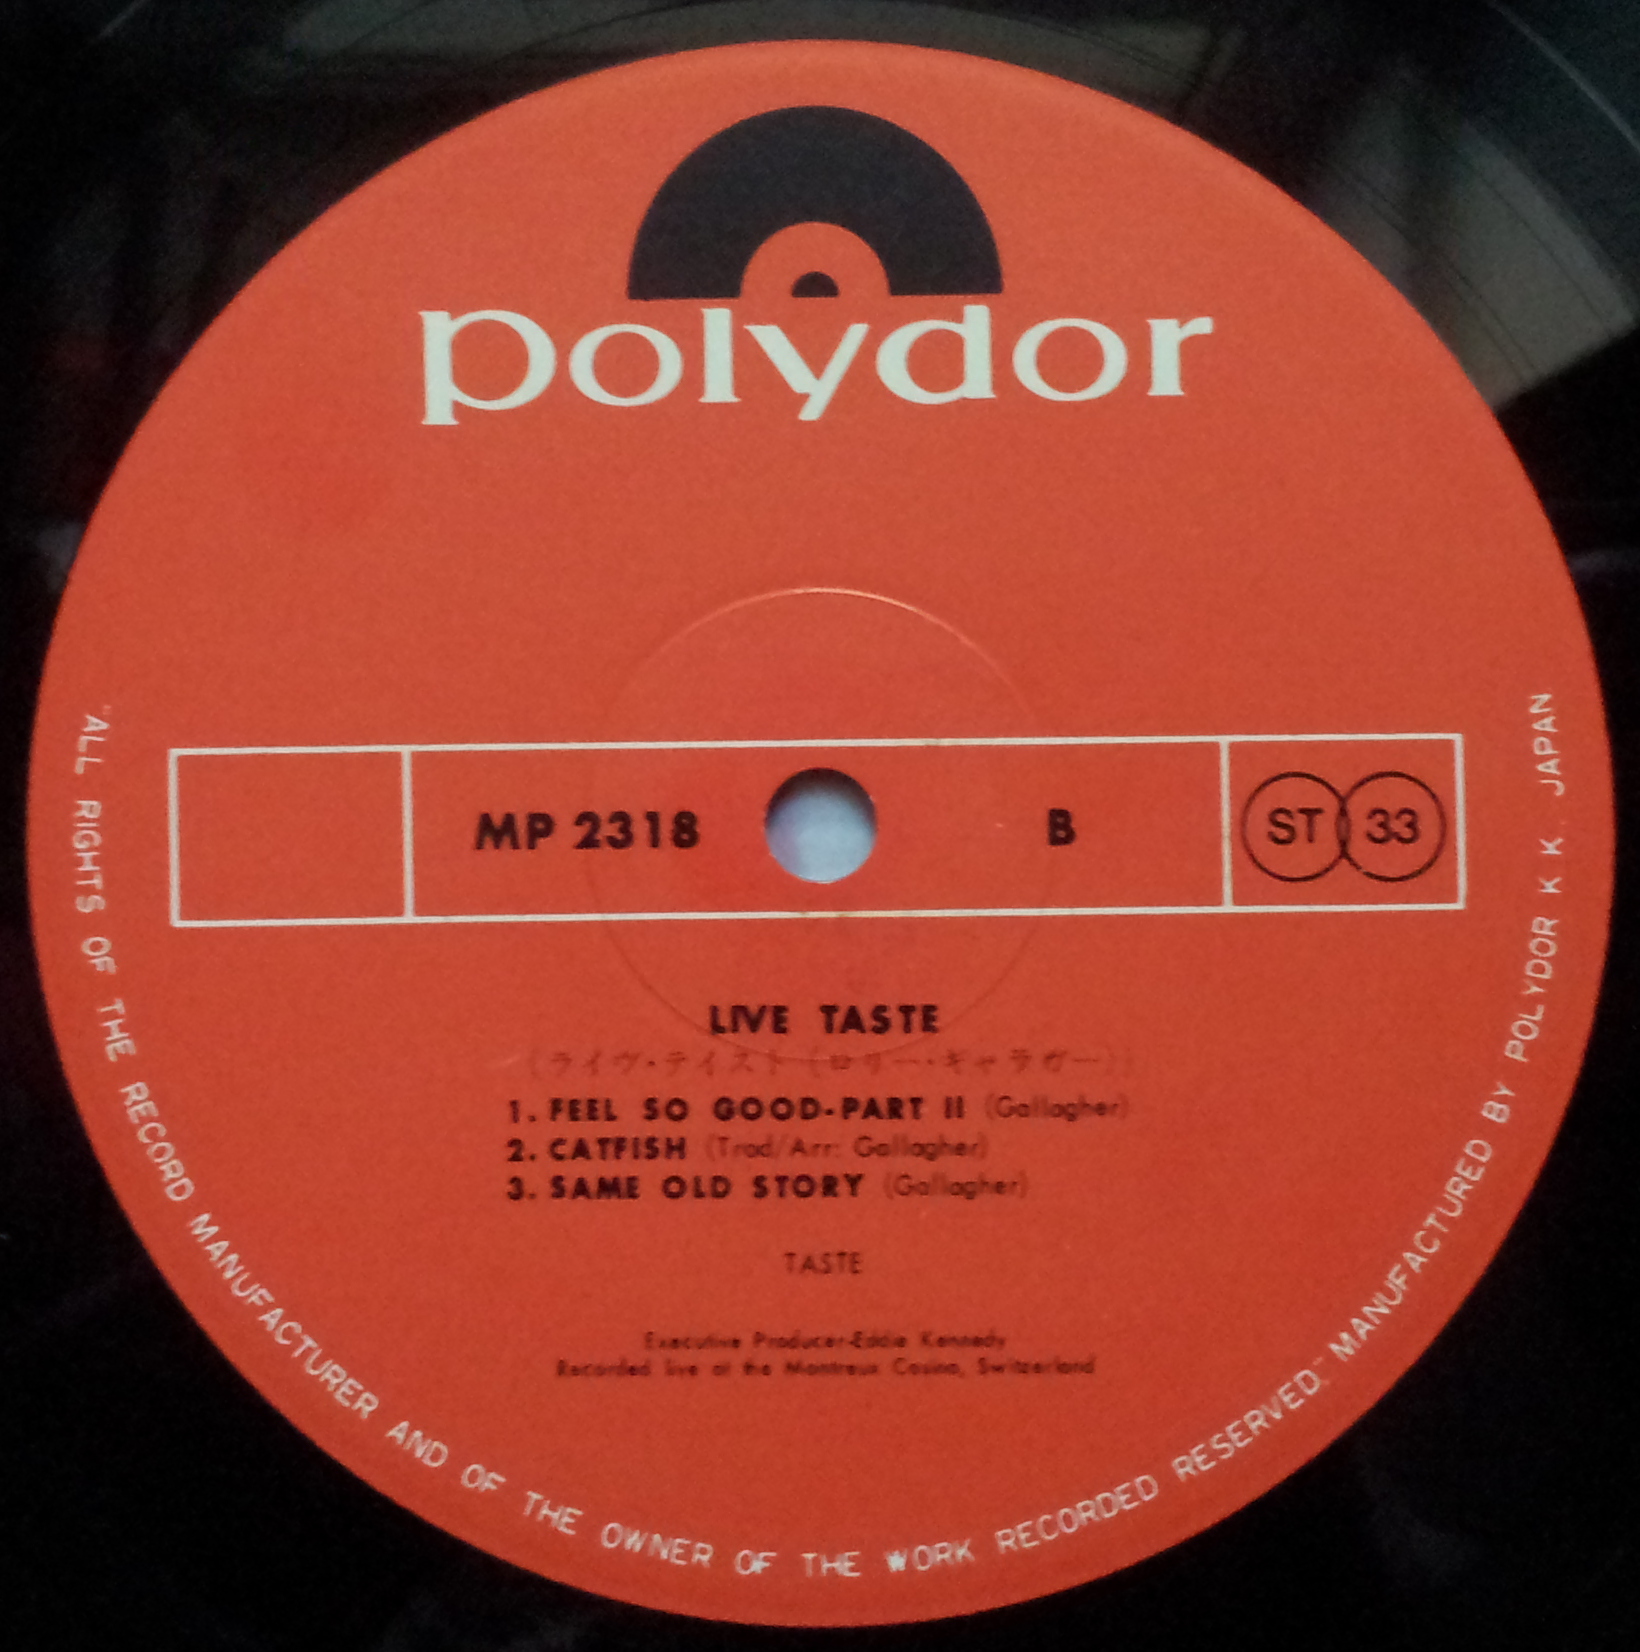 polydor
MP 2318 B ST 33
LIVE TASTE
(ライヴ・テイスト(ロリー・ギャラガー))
1. FEEL SO GOOD-PART II (Gallagher)
2. CATFISH (Trad/Arr: Gallagher)
3. SAME OLD STORY (Gallagher)
TASTE
Executive Producer-Eddie Kennedy
Recorded live at the Montreux Casino, Switzerland
"ALL RIGHTS OF THE RECORD MANUFACTURER AND OF THE OWNER OF THE WORK RECORDED RESERVED." MANUFACTURED BY POLYDOR K. K. JAPAN